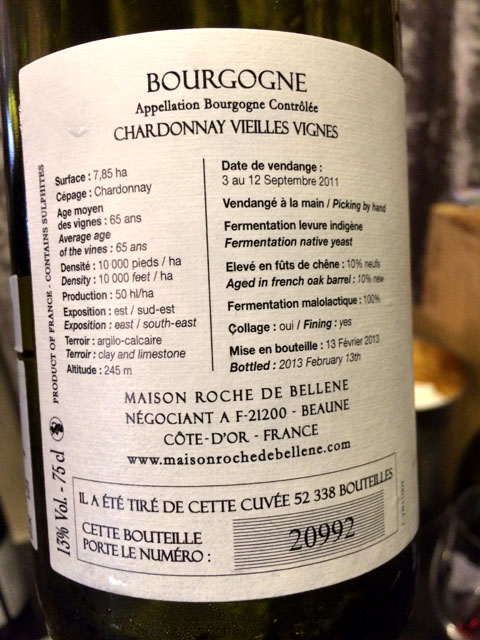 BOURGOGNE
Appellation Bourgogne Contrôlée
CHARDONNAY VIEILLES VIGNES
Surface : 7,85 ha
Cépage : Chardonnay
Age moyen
des vignes : 65 ans
Average age
of the vines : 65 ans
Densité : 10 000 pieds / ha
Density : 10 000 feet / ha
Production : 50 hl/ha
Exposition : est / sud-est
Exposition : east / south-east
Terroir : argilo-calcaire
Terroir : clay and limestone
Altitude : 245 m
Date de vendange :
3 au 12 Septembre 2011
Vendangé à la main / Picking by hand
Fermentation levure indigène
Fermentation native yeast
Elevé en fûts de chêne : 10% neufs
Aged in french oak barrel : 10% new
Fermentation malolactique : 100%
Çollage : oui / Fining : yes
Mise en bouteille : 13 Février 2013
Bottled : 2013 February 13th
MAISON ROCHE DE BELLENE
NÉGOCIANT A F-21200 - BEAUNE
CÔTE-D'OR - FRANCE
www.maisonrochedebellene.com
IL A ÉTÉ TIRÉ DE CETTE CUVÉE 52 338 BOUTEILLES
CETTE BOUTEILLE
PORTE LE NUMÉRO :
20992
PRODUCT OF FRANCE - CONTAINS SULPHITES
13% Vol. - 75 cl